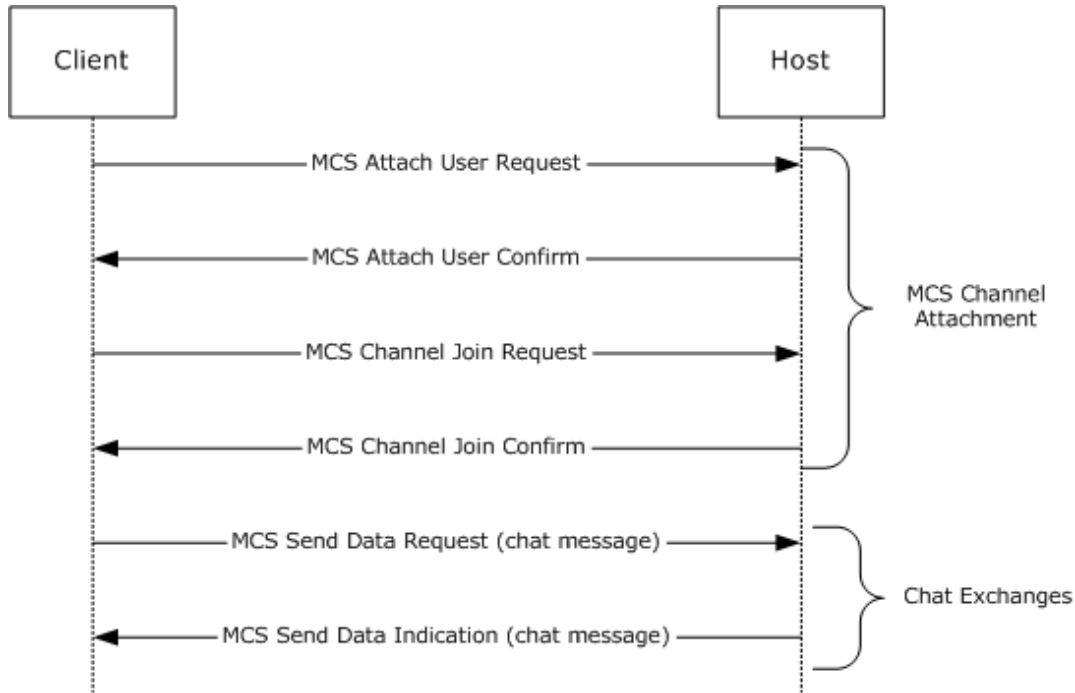 Client
Host
MCS Attach User Request
MCS Attach User Confirm
MCS Channel
Attachment
MCS Channel Join Request
MCS Channel Join Confirm
MCS Send Data Request (chat message)
Chat Exchanges
MCS Send Data Indication (chat message)